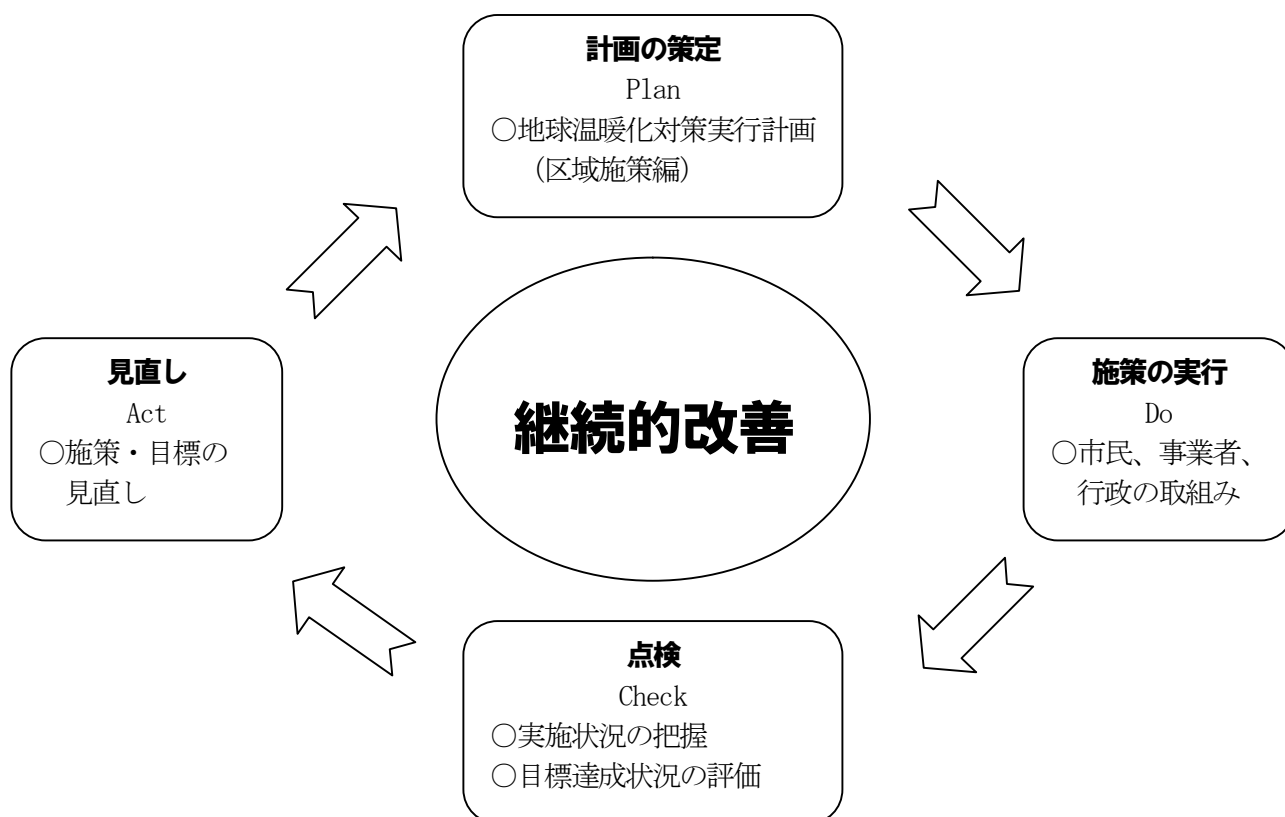 計画の策定
Plan
○地球温暖化対策実行計画
（区域施策編）
見直し
Act
○施策・目標の
見直し
継続的改善
施策の実行
Do
○市民、事業者、
行政の取組み
点検
Check
○実施状況の把握
○目標達成状況の評価